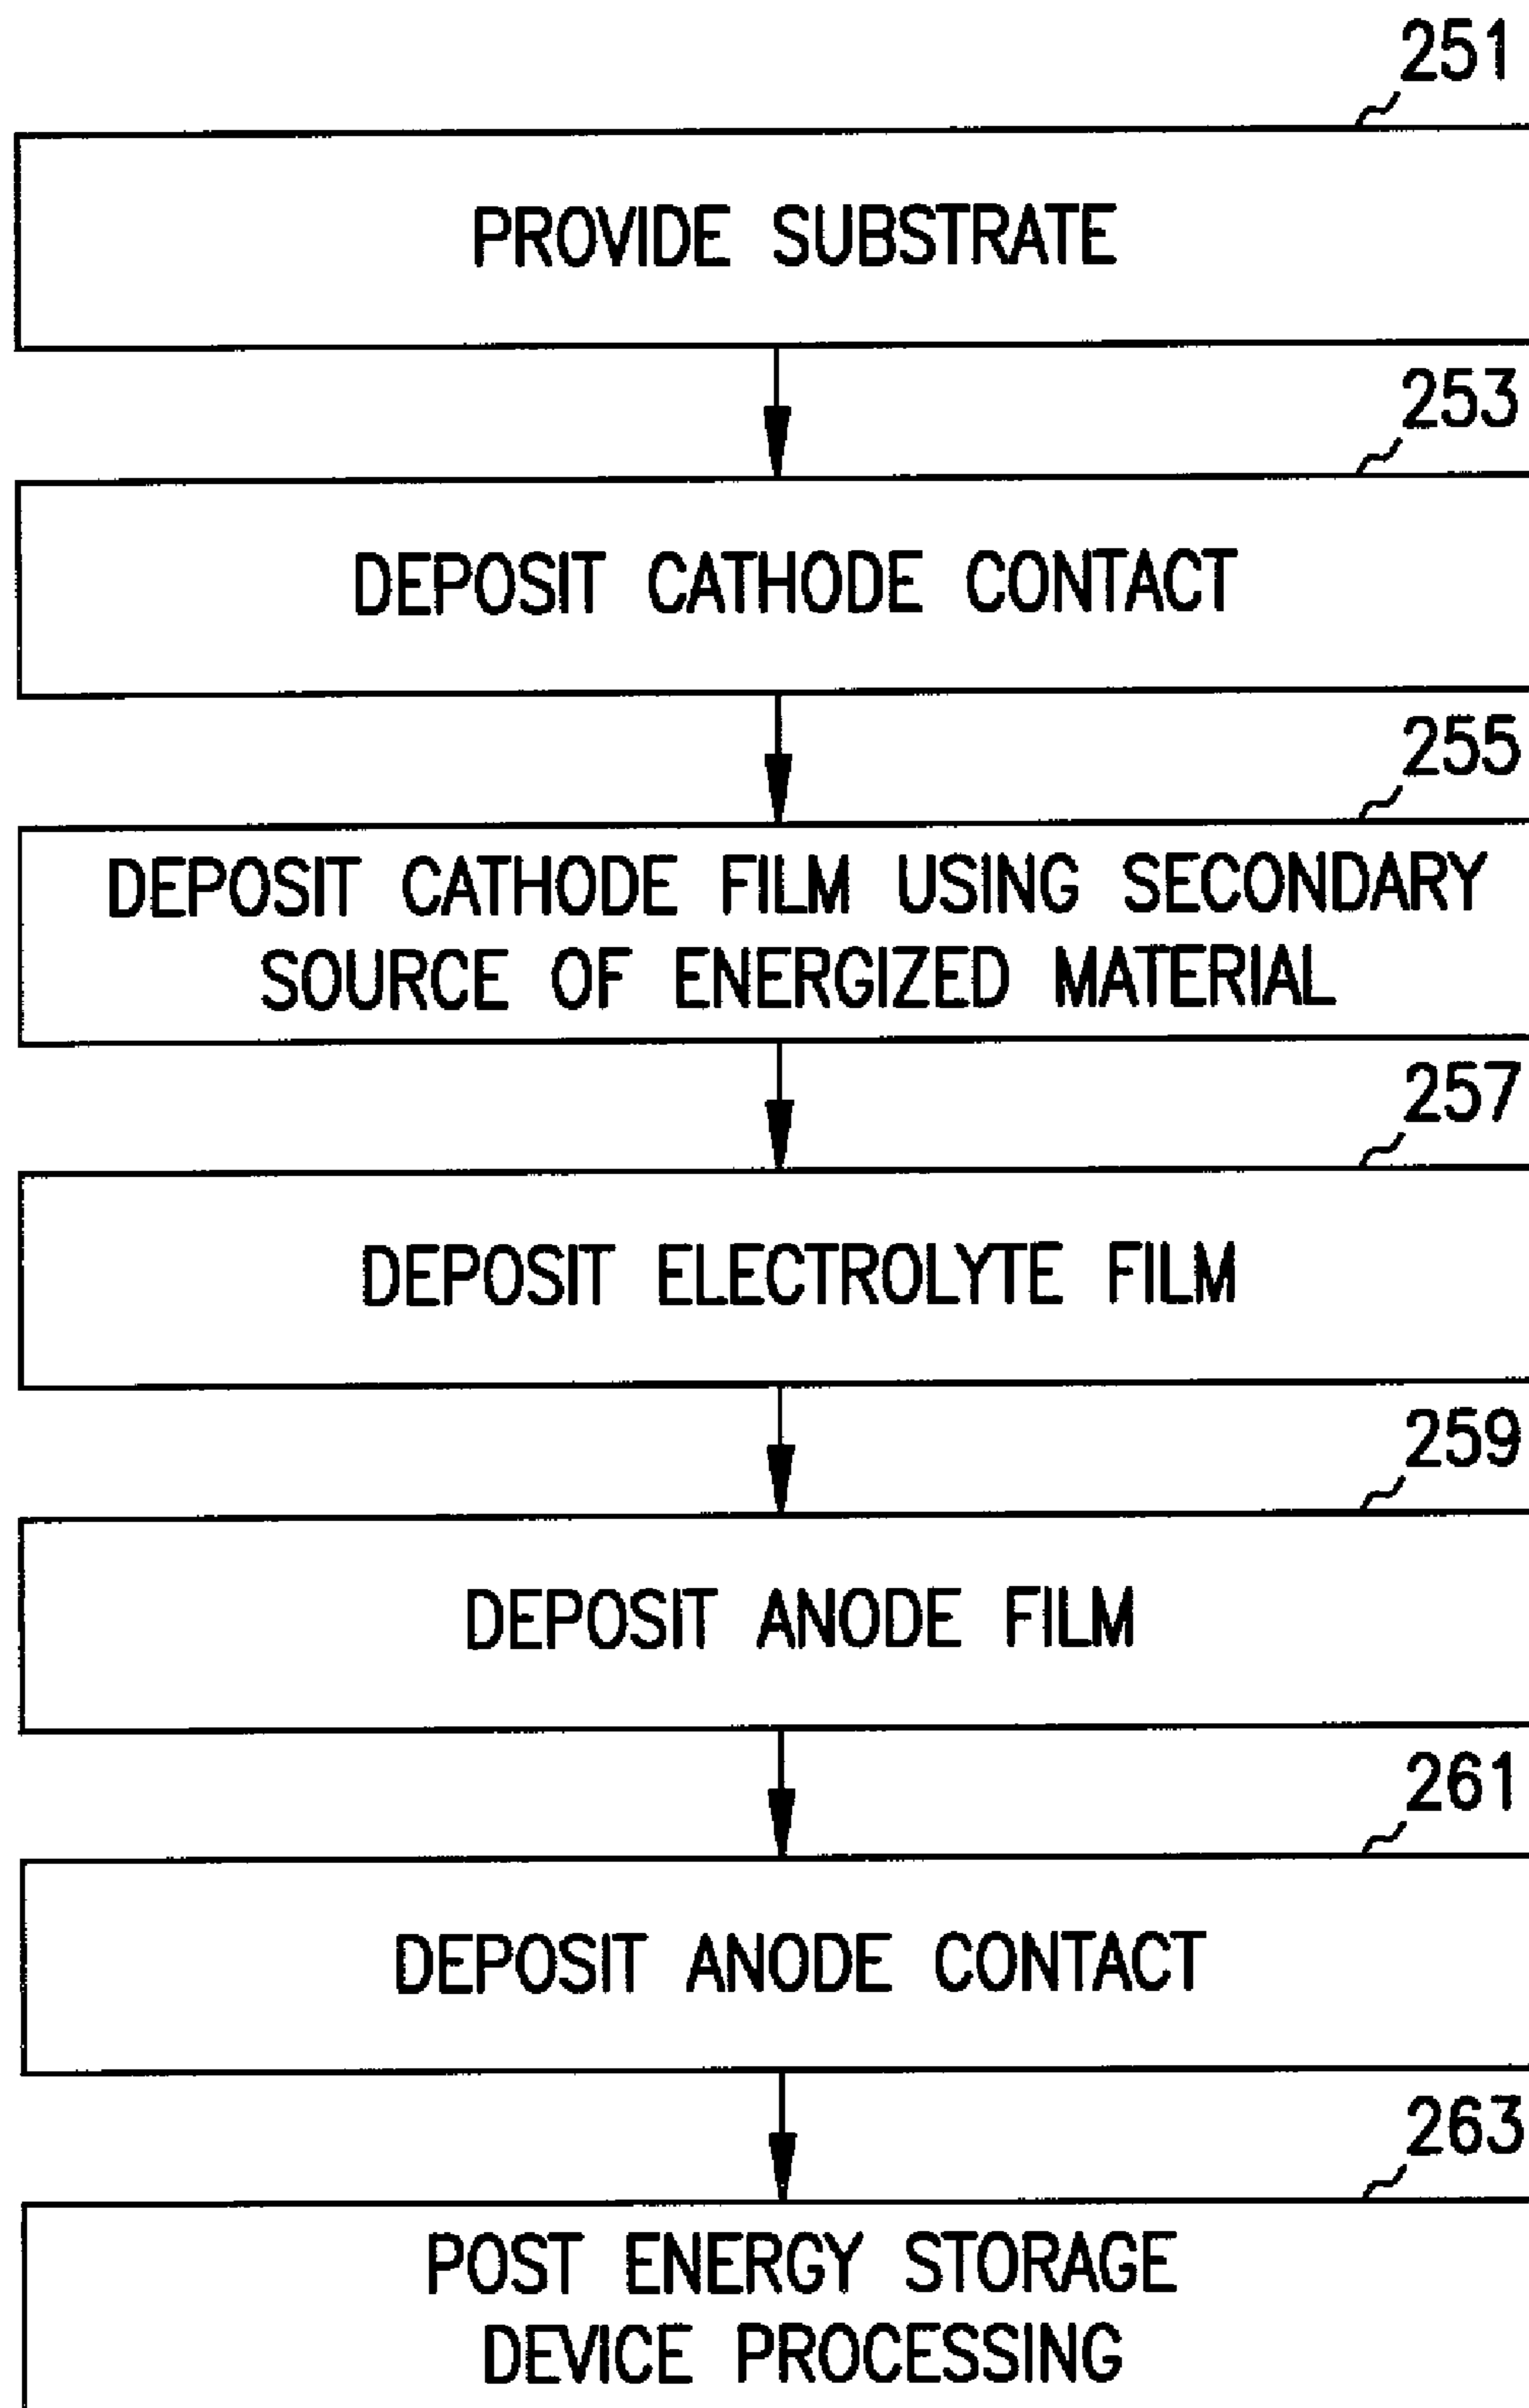 251
PROVIDE SUBSTRATE
253
DEPOSIT CATHODE CONTACT
255
DEPOSIT CATHODE FILM USING SECONDARY
SOURCE OF ENERGIZED MATERIAL
257
DEPOSIT ELECTROLYTE FILM
259
DEPOSIT ANODE FILM
261
DEPOSIT ANODE CONTACT
263
POST ENERGY STORAGE
DEVICE PROCESSING